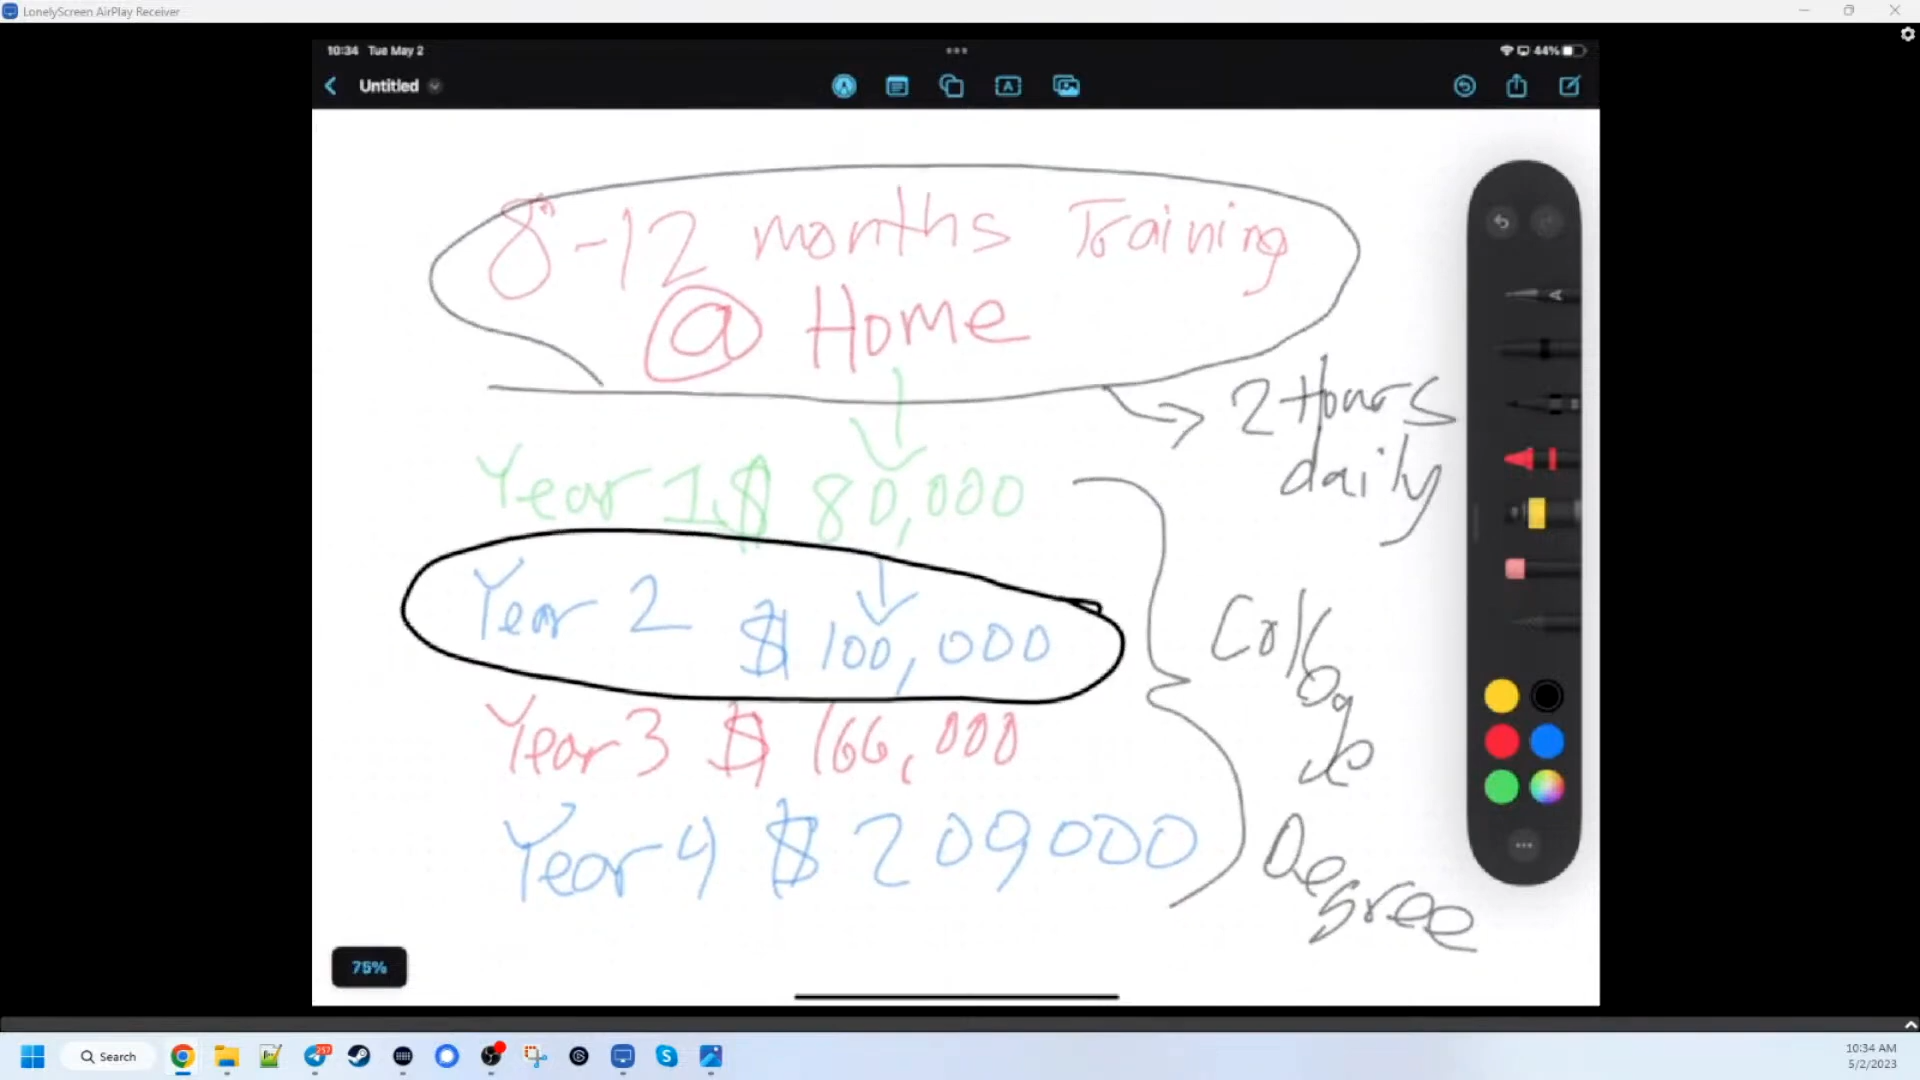 LonelyScreen AirPlay Receiver
10:34 Tue May 2
44%
Untitled
8-12 months Training
@ Home
2 Hours
daily
Year 1 $ 80,000
Year 2 $ 100,000
Year 3 $ 166,000
Year 4 $ 209000
College
Degree
75%
Search
257
10:34 AM
5/2/2023